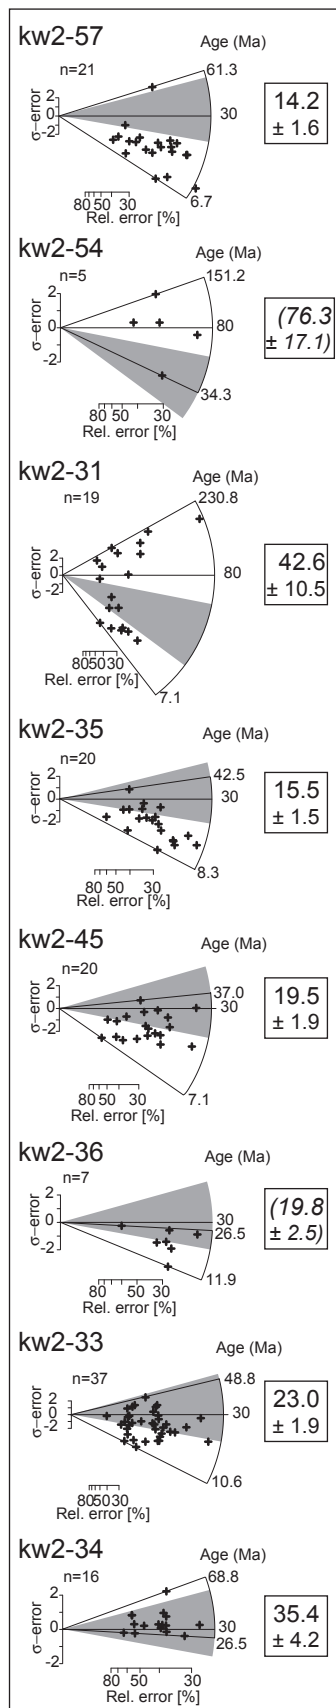 kw2-57
Age (Ma)
n=21
61.3
2
0
-2
σ–error
30
14.2
± 1.6
6.7
80 50 30
Rel. error [%]
kw2-54
Age (Ma)
n=5
151.2
2
0
-2
σ–error
80
(76.3
± 17.1)
34.3
80 50 30
Rel. error [%]
kw2-31
Age (Ma)
n=19
230.8
2
0
-2
σ–error
80
42.6
± 10.5
80 50 30
Rel. error [%]
7.1
kw2-35
Age (Ma)
n=20
42.5
2
0
-2
σ–error
30
15.5
± 1.5
8.3
80 50 30
Rel. error [%]
kw2-45
Age (Ma)
n=20
37.0
2
0
-2
σ–error
30
19.5
± 1.9
7.1
80 50 30
Rel. error [%]
kw2-36
Age (Ma)
n=7
2
0
-2
σ–error
30
26.5
(19.8
± 2.5)
11.9
80 50 30
Rel. error [%]
kw2-33
Age (Ma)
n=37
48.8
2
0
-2
σ–error
30
23.0
± 1.9
10.6
80 50 30
Rel. error [%]
kw2-34
Age (Ma)
n=16
68.8
2
0
-2
σ–error
30
26.5
35.4
± 4.2
80 50 30
Rel. error [%]